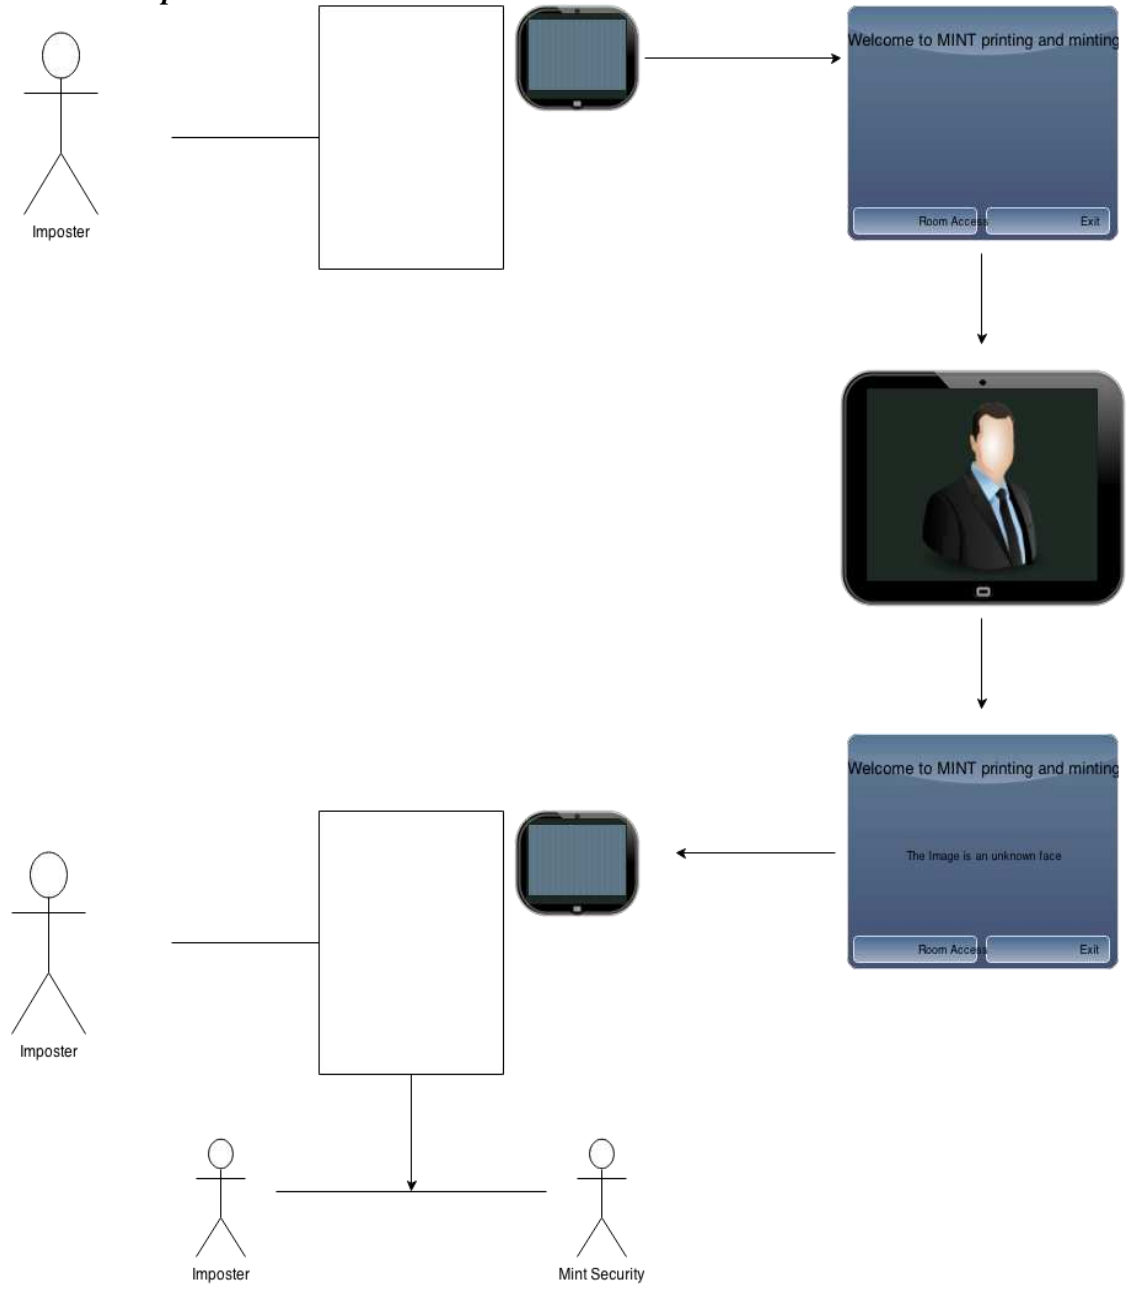 Welcome to MINT printing and minting
Imposter
Room Access
Exit
Welcome to MINT printing and minting
The Image is an unknown face
Room Access
Exit
Imposter
Imposter
Mint Security